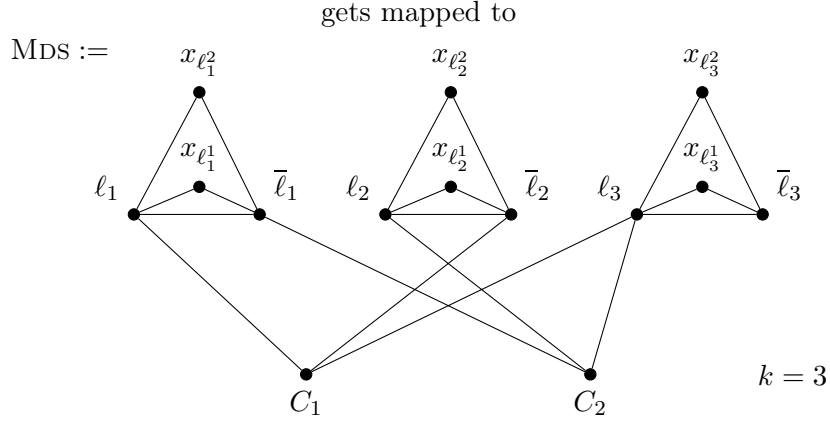 gets mapped to
MDS :=
x_{ℓ_1^2} x_{ℓ_2^2} x_{ℓ_3^2}
x_{ℓ_1^1} x_{ℓ_2^1} x_{ℓ_3^1}
ℓ_1 ℓ̅_1 ℓ_2 ℓ̅_2 ℓ_3 ℓ̅_3
k = 3
C_1 C_2